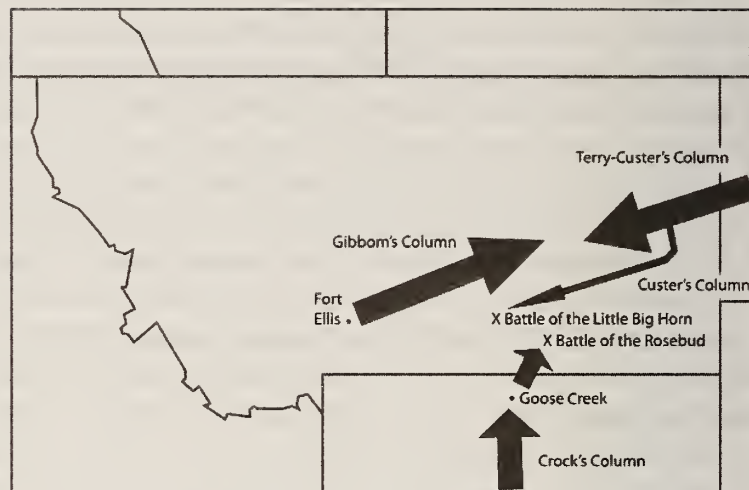 Terry-Custer's Column
Gibbom's Column
Custer's Column
Fort
Ellis
X Battle of the Little Big Horn
X Battle of the Rosebud
Goose Creek
Crock's Column